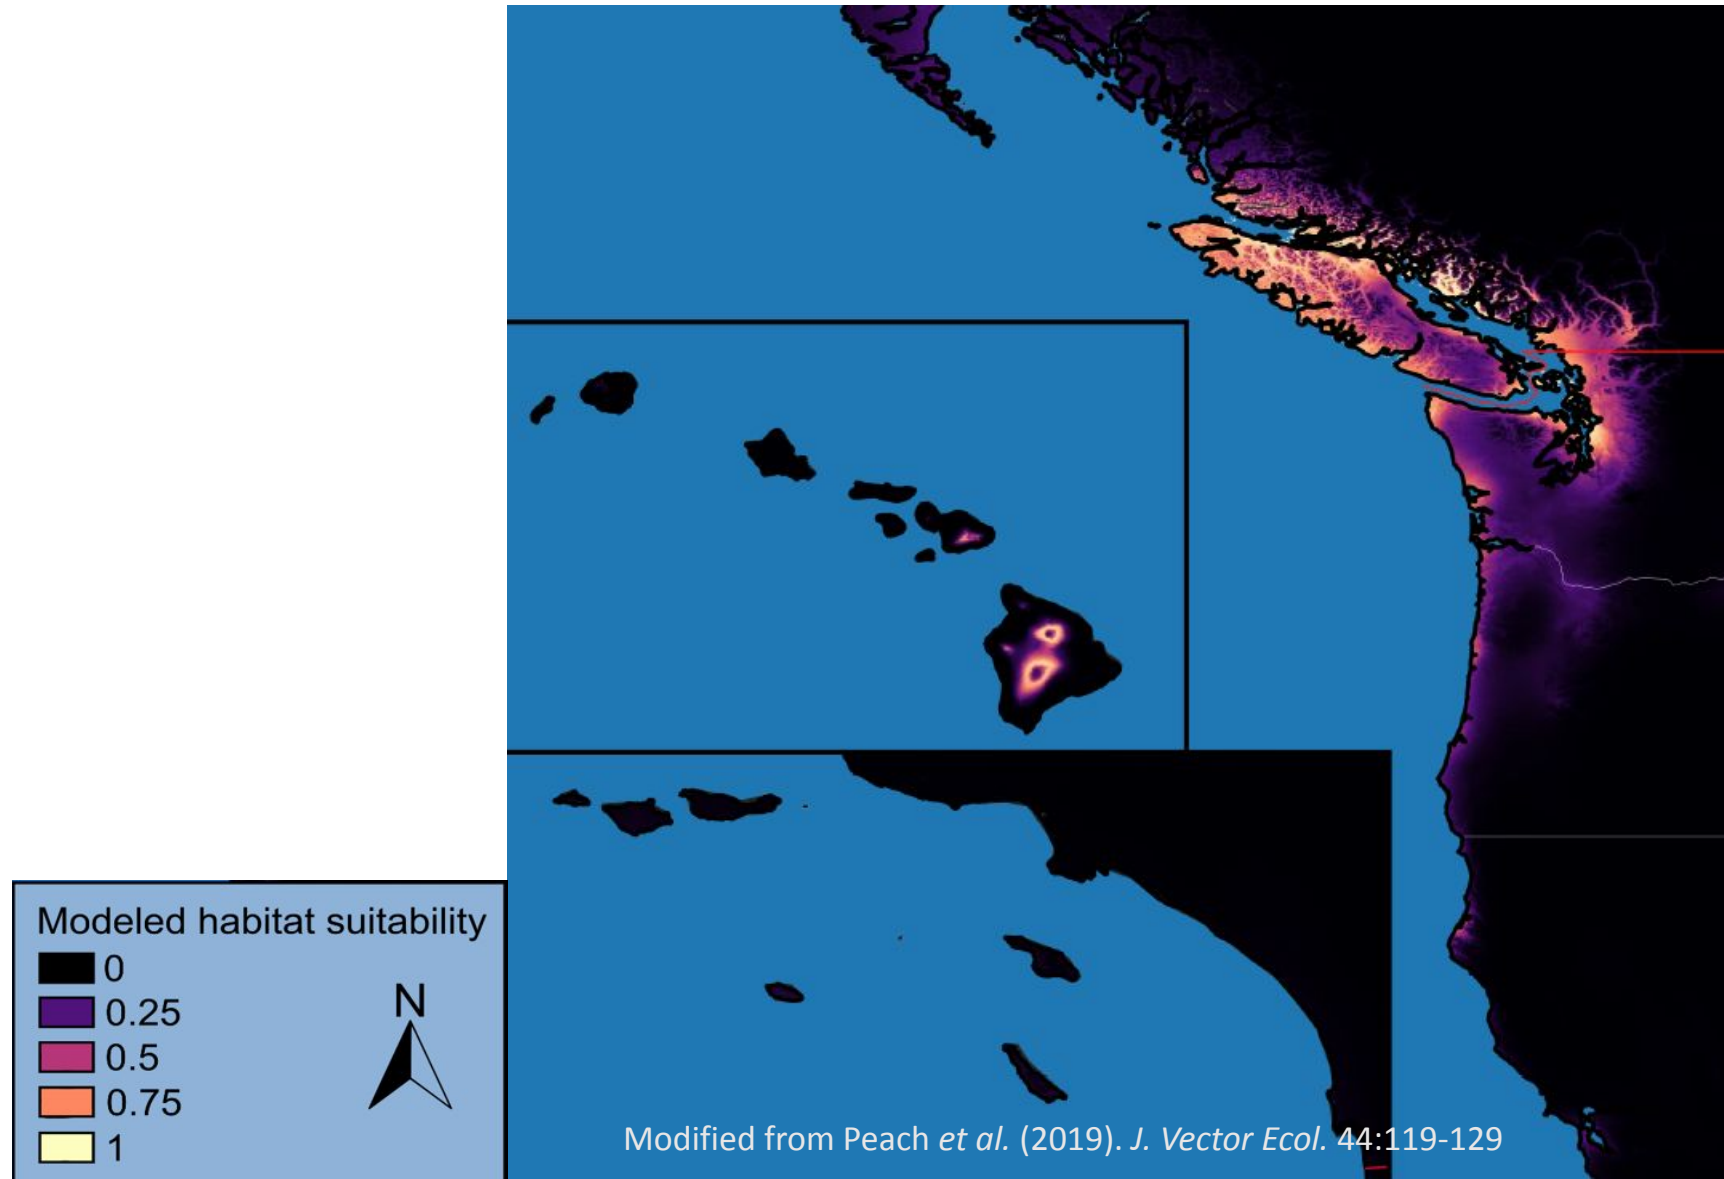 Modeled habitat suitability
0
0.25
0.5
0.75
1
N
Modified from Peach et al. (2019). J. Vector Ecol. 44:119-129